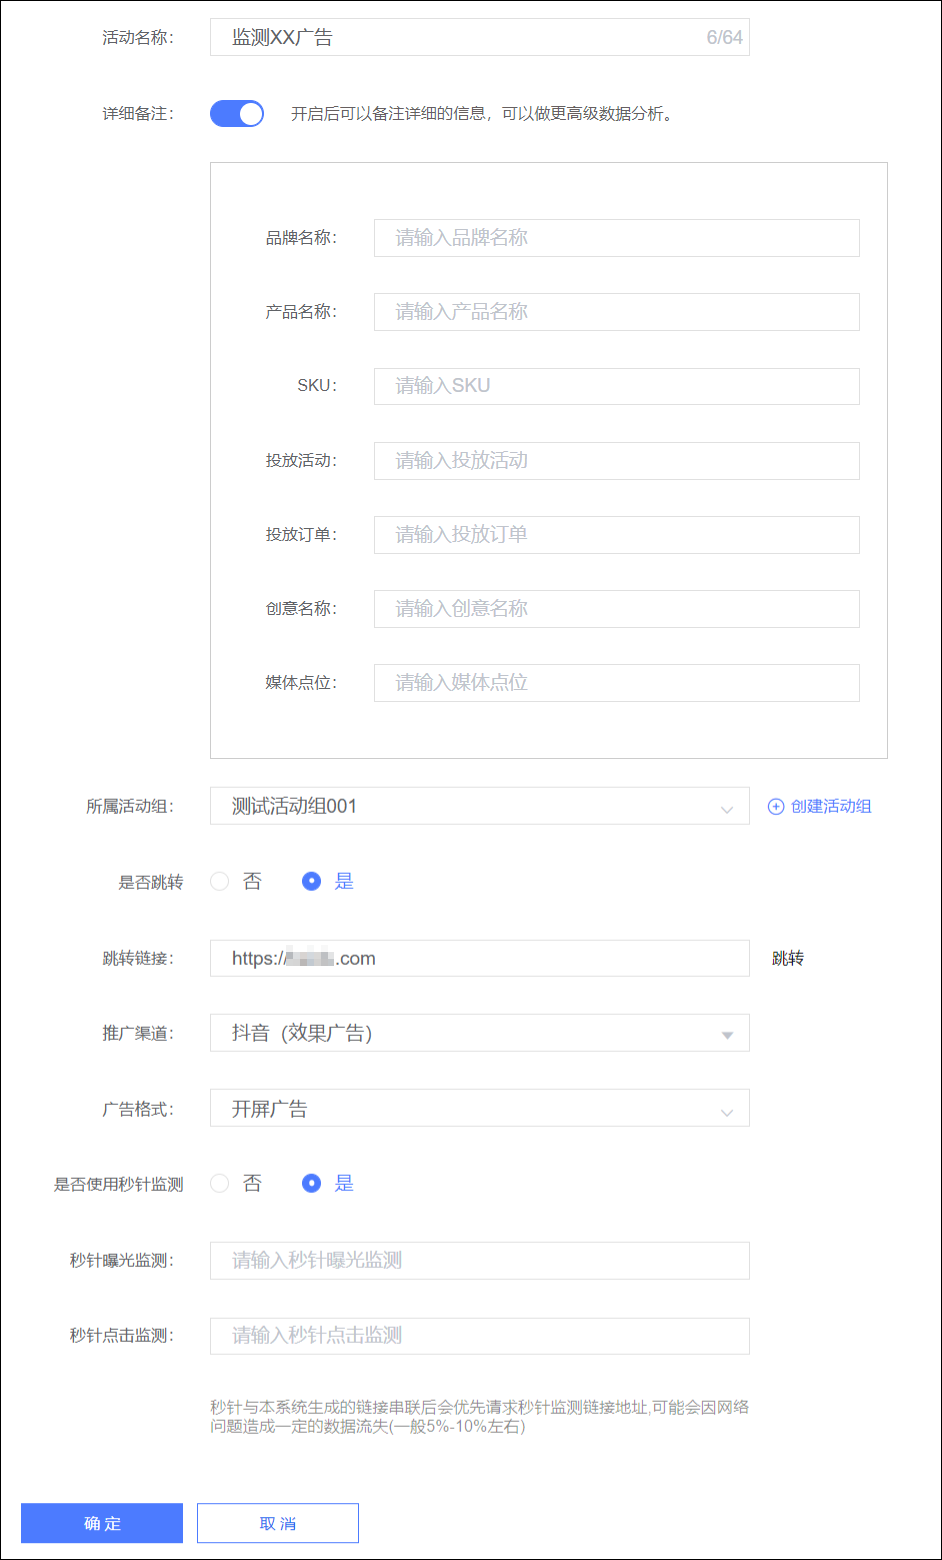 活动名称： 监测XX广告 6/64
详细备注： 开启后可以备注详细的信息，可以做更高级数据分析。
品牌名称： 请输入品牌名称
产品名称： 请输入产品名称
SKU： 请输入SKU
投放活动： 请输入投放活动
投放订单： 请输入投放订单
创意名称： 请输入创意名称
媒体点位： 请输入媒体点位
所属活动组： 测试活动组001 创建活动组
是否跳转 否 是
跳转链接： https:// .com 跳转
推广渠道： 抖音（效果广告）
广告格式： 开屏广告
是否使用秒针监测 否 是
秒针曝光监测： 请输入秒针曝光监测
秒针点击监测： 请输入秒针点击监测
秒针与本系统生成的链接串联后会优先请求秒针监测链接地址,可能会因网络
问题造成一定的数据流失(一般5%-10%左右)
确 定 取 消